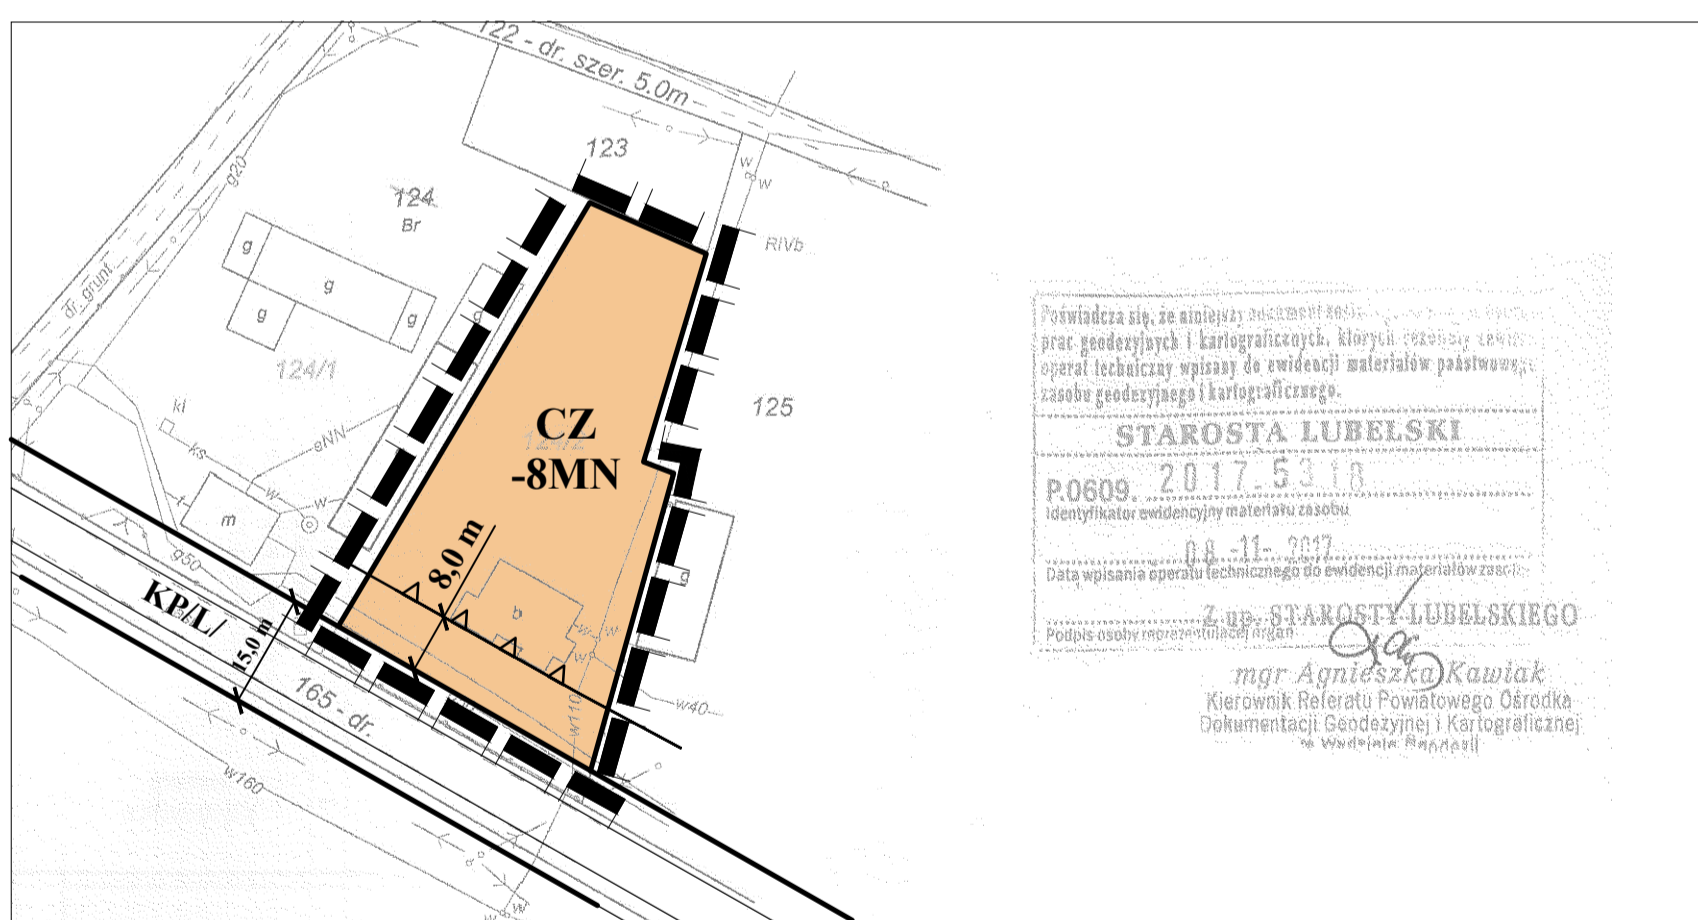 122 - dr. szer. 5.0m
123
g20
124
Br
w
w
RIVb
g
g
g
g
g
dr. grunt
124/1
125
kl
ks
eNN
CZ
-8MN
w
w
t
m
8,0 m
g
g50
KP/L/
b
w
w
w
15,0 m
165 - dr.
w110
w40
w160
w
w
Poświadcza się, że niniejszy dokument
prac geodezyjnych i kartograficznych, których rezultaty
operat techniczny wpisany do ewidencji materiałów państwowego
zasobu geodezyjnego i kartograficznego.
STAROSTA LUBELSKI
P.0609. 2017-5318
Identyfikator ewidencyjny materiału zasobu
08 -11- 2017
Data wpisania operatu technicznego do ewidencji materiałów zasobu
Z up. STAROSTY LUBELSKIEGO
Podpis osoby reprezentującej organ
mgr Agnieszka Kawiak
Kierownik Referatu Powiatowego Ośrodka
Dokumentacji Geodezyjnej i Kartograficznej
w Wydziale Geodezji